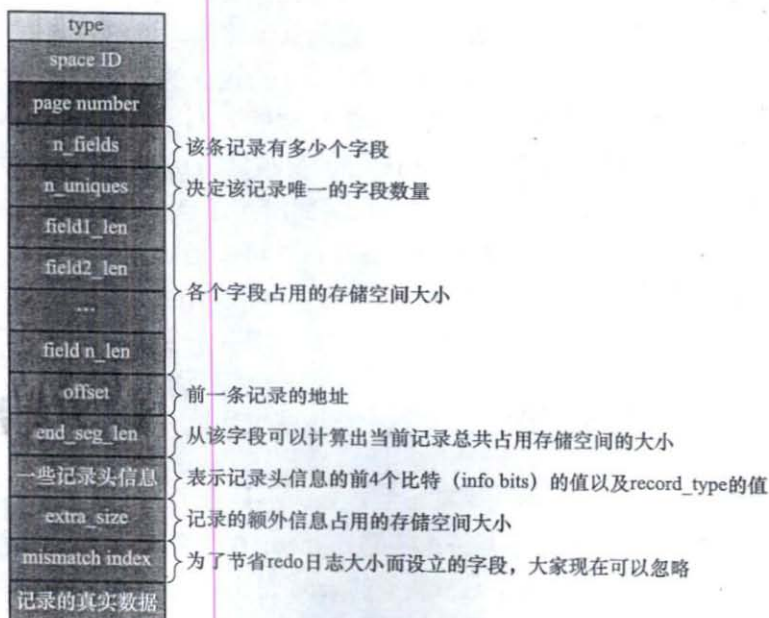 type
space ID
page number
n_fields 该条记录有多少个字段
n_uniques 决定该记录唯一的字段数量
field1_len
field2_len
各个字段占用的存储空间大小
...
field n_len
offset 前一条记录的地址
end_seg_len 从该字段可以计算出当前记录总共占用存储空间的大小
一些记录头信息 表示记录头信息的前4个比特（info bits）的值以及record_type的值
extra_size 记录的额外信息占用的存储空间大小
mismatch index 为了节省redo日志大小而设立的字段，大家现在可以忽略
记录的真实数据